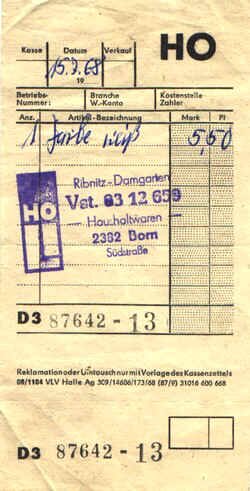 Kasse Datum Verkauf HO
15.3.68
19
Betriebs- Branche Kostenstelle
Nummer: W.-Konto Zahler
Anz. Artikel-Bezeichnung Mark Pf
1 Farbe weiß 5,50
Ribnitz-Damgarten
Vst. 03 12 659
HO
Haushaltwaren
2382 Born
Südstraße
D3 87642 - 13
Reklamation oder Umtausch nur mit Vorlage des Kassenzettels
08/1104 VLV Halle Ag 309/14606/173/68 (87/9) 31016 600 668
D3 87642 - 13